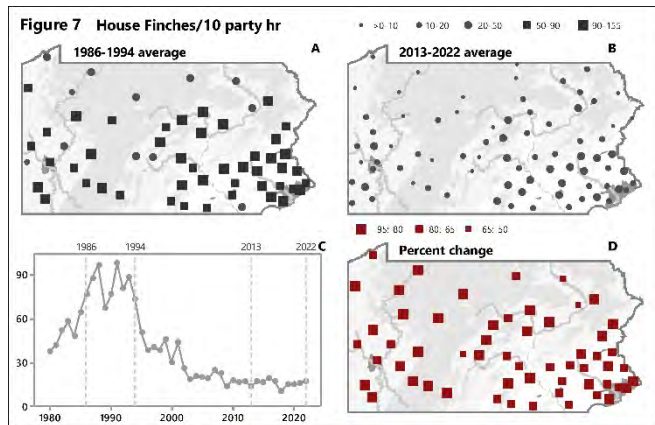 Figure 7 House Finches/10 party hr
>0-10 10-20 20-50 50-90 90-155
1986-1994 average A
2013-2022 average B
95: 80 80: 65 65: 50
1986 1994 2013 2022
C
Percent change D
90
60
30
0
1980 1990 2000 2010 2020